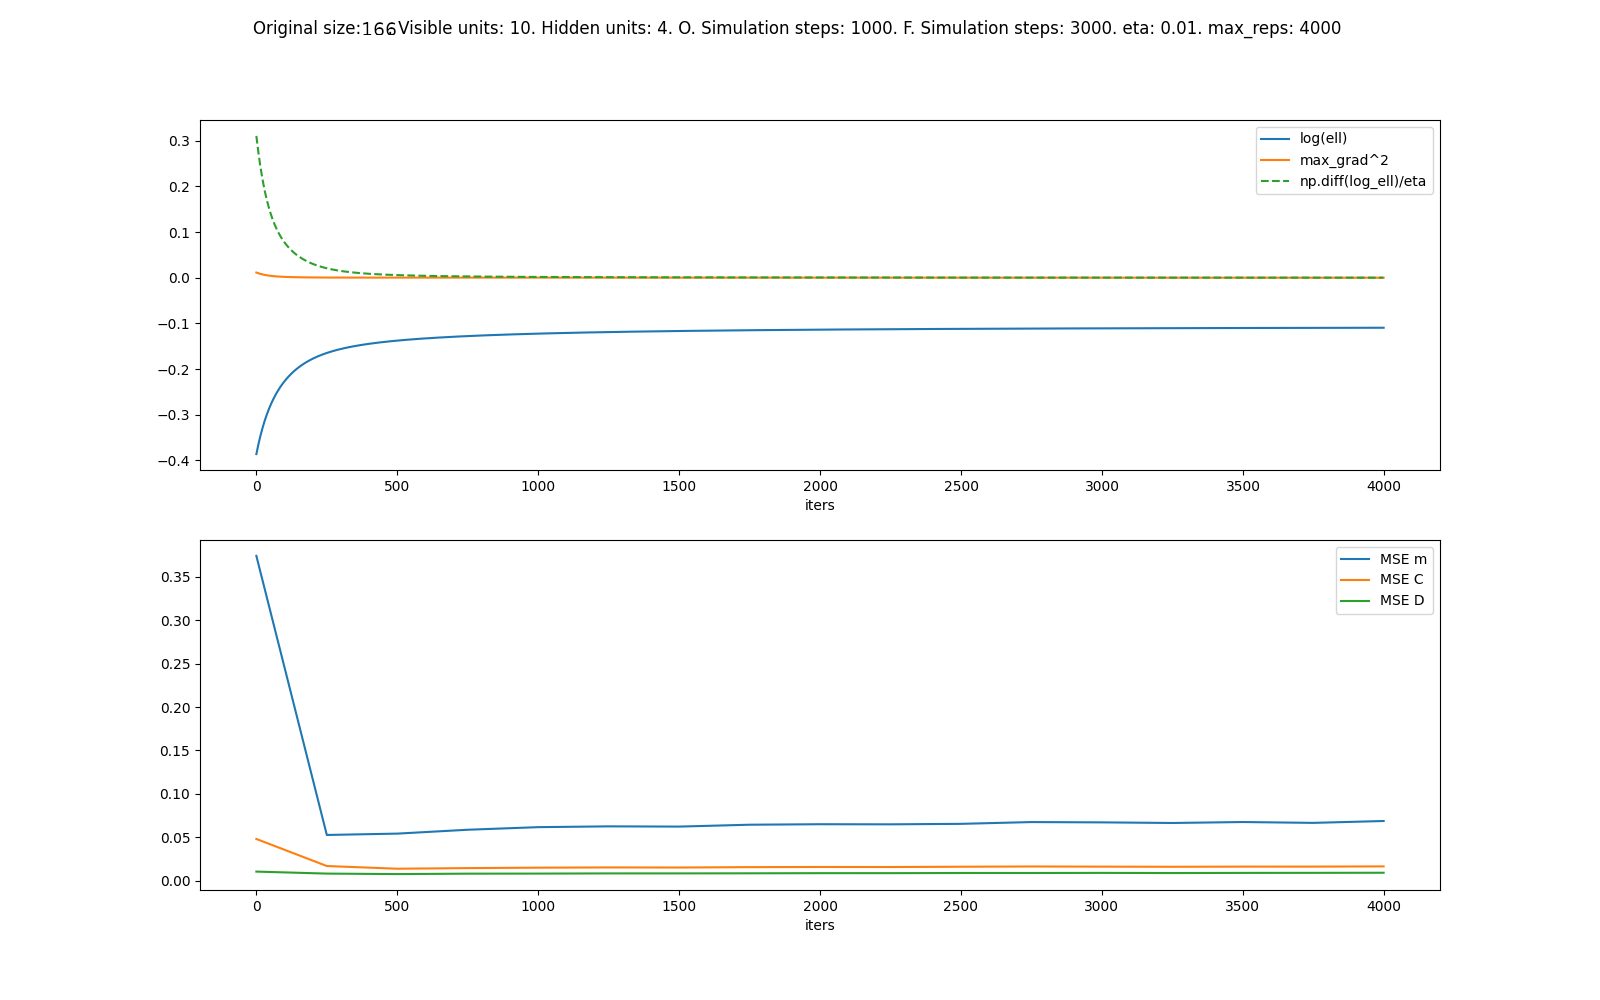 Original size:166.Visible units: 10. Hidden units: 4. O. Simulation steps: 1000. F. Simulation steps: 3000. eta: 0.01. max_reps: 4000
0.3
0.2
0.1
0.0
−0.1
−0.2
−0.3
−0.4
log(ell)
max_grad^2
np.diff(log_ell)/eta
0 500 1000 1500 2000 2500 3000 3500 4000
iters
0.35
0.30
0.25
0.20
0.15
0.10
0.05
0.00
MSE m
MSE C
MSE D
0 500 1000 1500 2000 2500 3000 3500 4000
iters